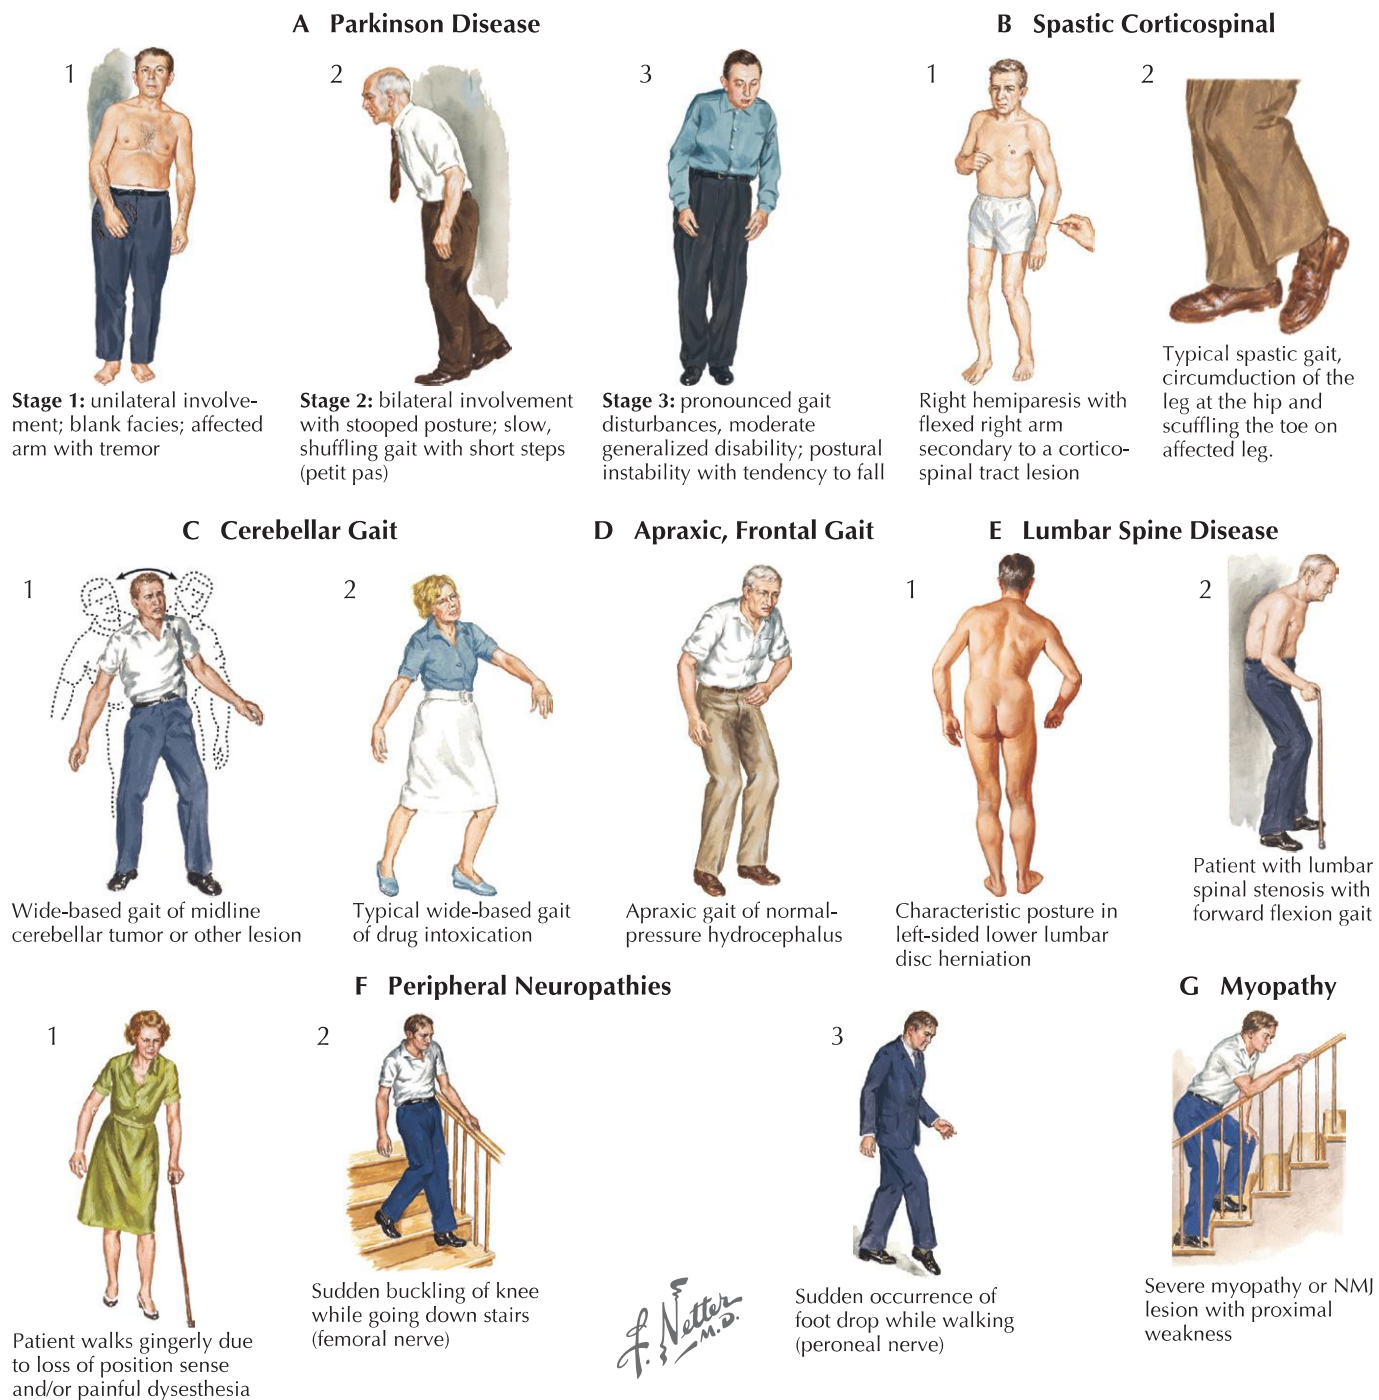 A Parkinson Disease
1
2
3
Stage 1: unilateral involve-
ment; blank facies; affected
arm with tremor
Stage 2: bilateral involvement
with stooped posture; slow,
shuffling gait with short steps
(petit pas)
Stage 3: pronounced gait
disturbances, moderate
generalized disability; postural
instability with tendency to fall
B Spastic Corticospinal
1
2
Right hemiparesis with
flexed right arm
secondary to a cortico-
spinal tract lesion
Typical spastic gait,
circumduction of the
leg at the hip and
scuffling the toe on
affected leg.
C Cerebellar Gait
1
2
Wide-based gait of midline
cerebellar tumor or other lesion
Typical wide-based gait
of drug intoxication
D Apraxic, Frontal Gait
Apraxic gait of normal-
pressure hydrocephalus
E Lumbar Spine Disease
1
2
Characteristic posture in
left-sided lower lumbar
disc herniation
Patient with lumbar
spinal stenosis with
forward flexion gait
F Peripheral Neuropathies
1
2
3
Patient walks gingerly due
to loss of position sense
and/or painful dysesthesia
Sudden buckling of knee
while going down stairs
(femoral nerve)
Sudden occurrence of
foot drop while walking
(peroneal nerve)
G Myopathy
Severe myopathy or NMJ
lesion with proximal
weakness
F. Netter
M.D.